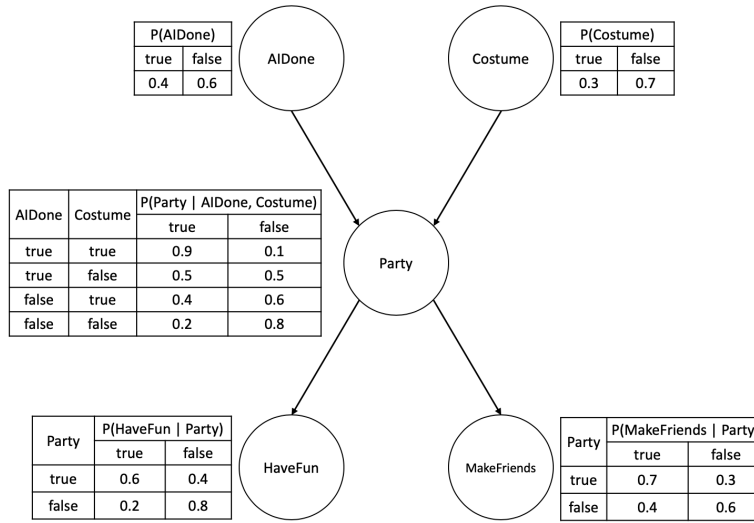 P(AIDone)
true false
0.4 0.6
AIDone
Costume
P(Costume)
true false
0.3 0.7
AIDone Costume P(Party | AIDone, Costume)
true false
true true 0.9 0.1
true false 0.5 0.5
false true 0.4 0.6
false false 0.2 0.8
Party
Party P(HaveFun | Party)
true false
true 0.6 0.4
false 0.2 0.8
HaveFun
MakeFriends
Party P(MakeFriends | Party
true false
true 0.7 0.3
false 0.4 0.6